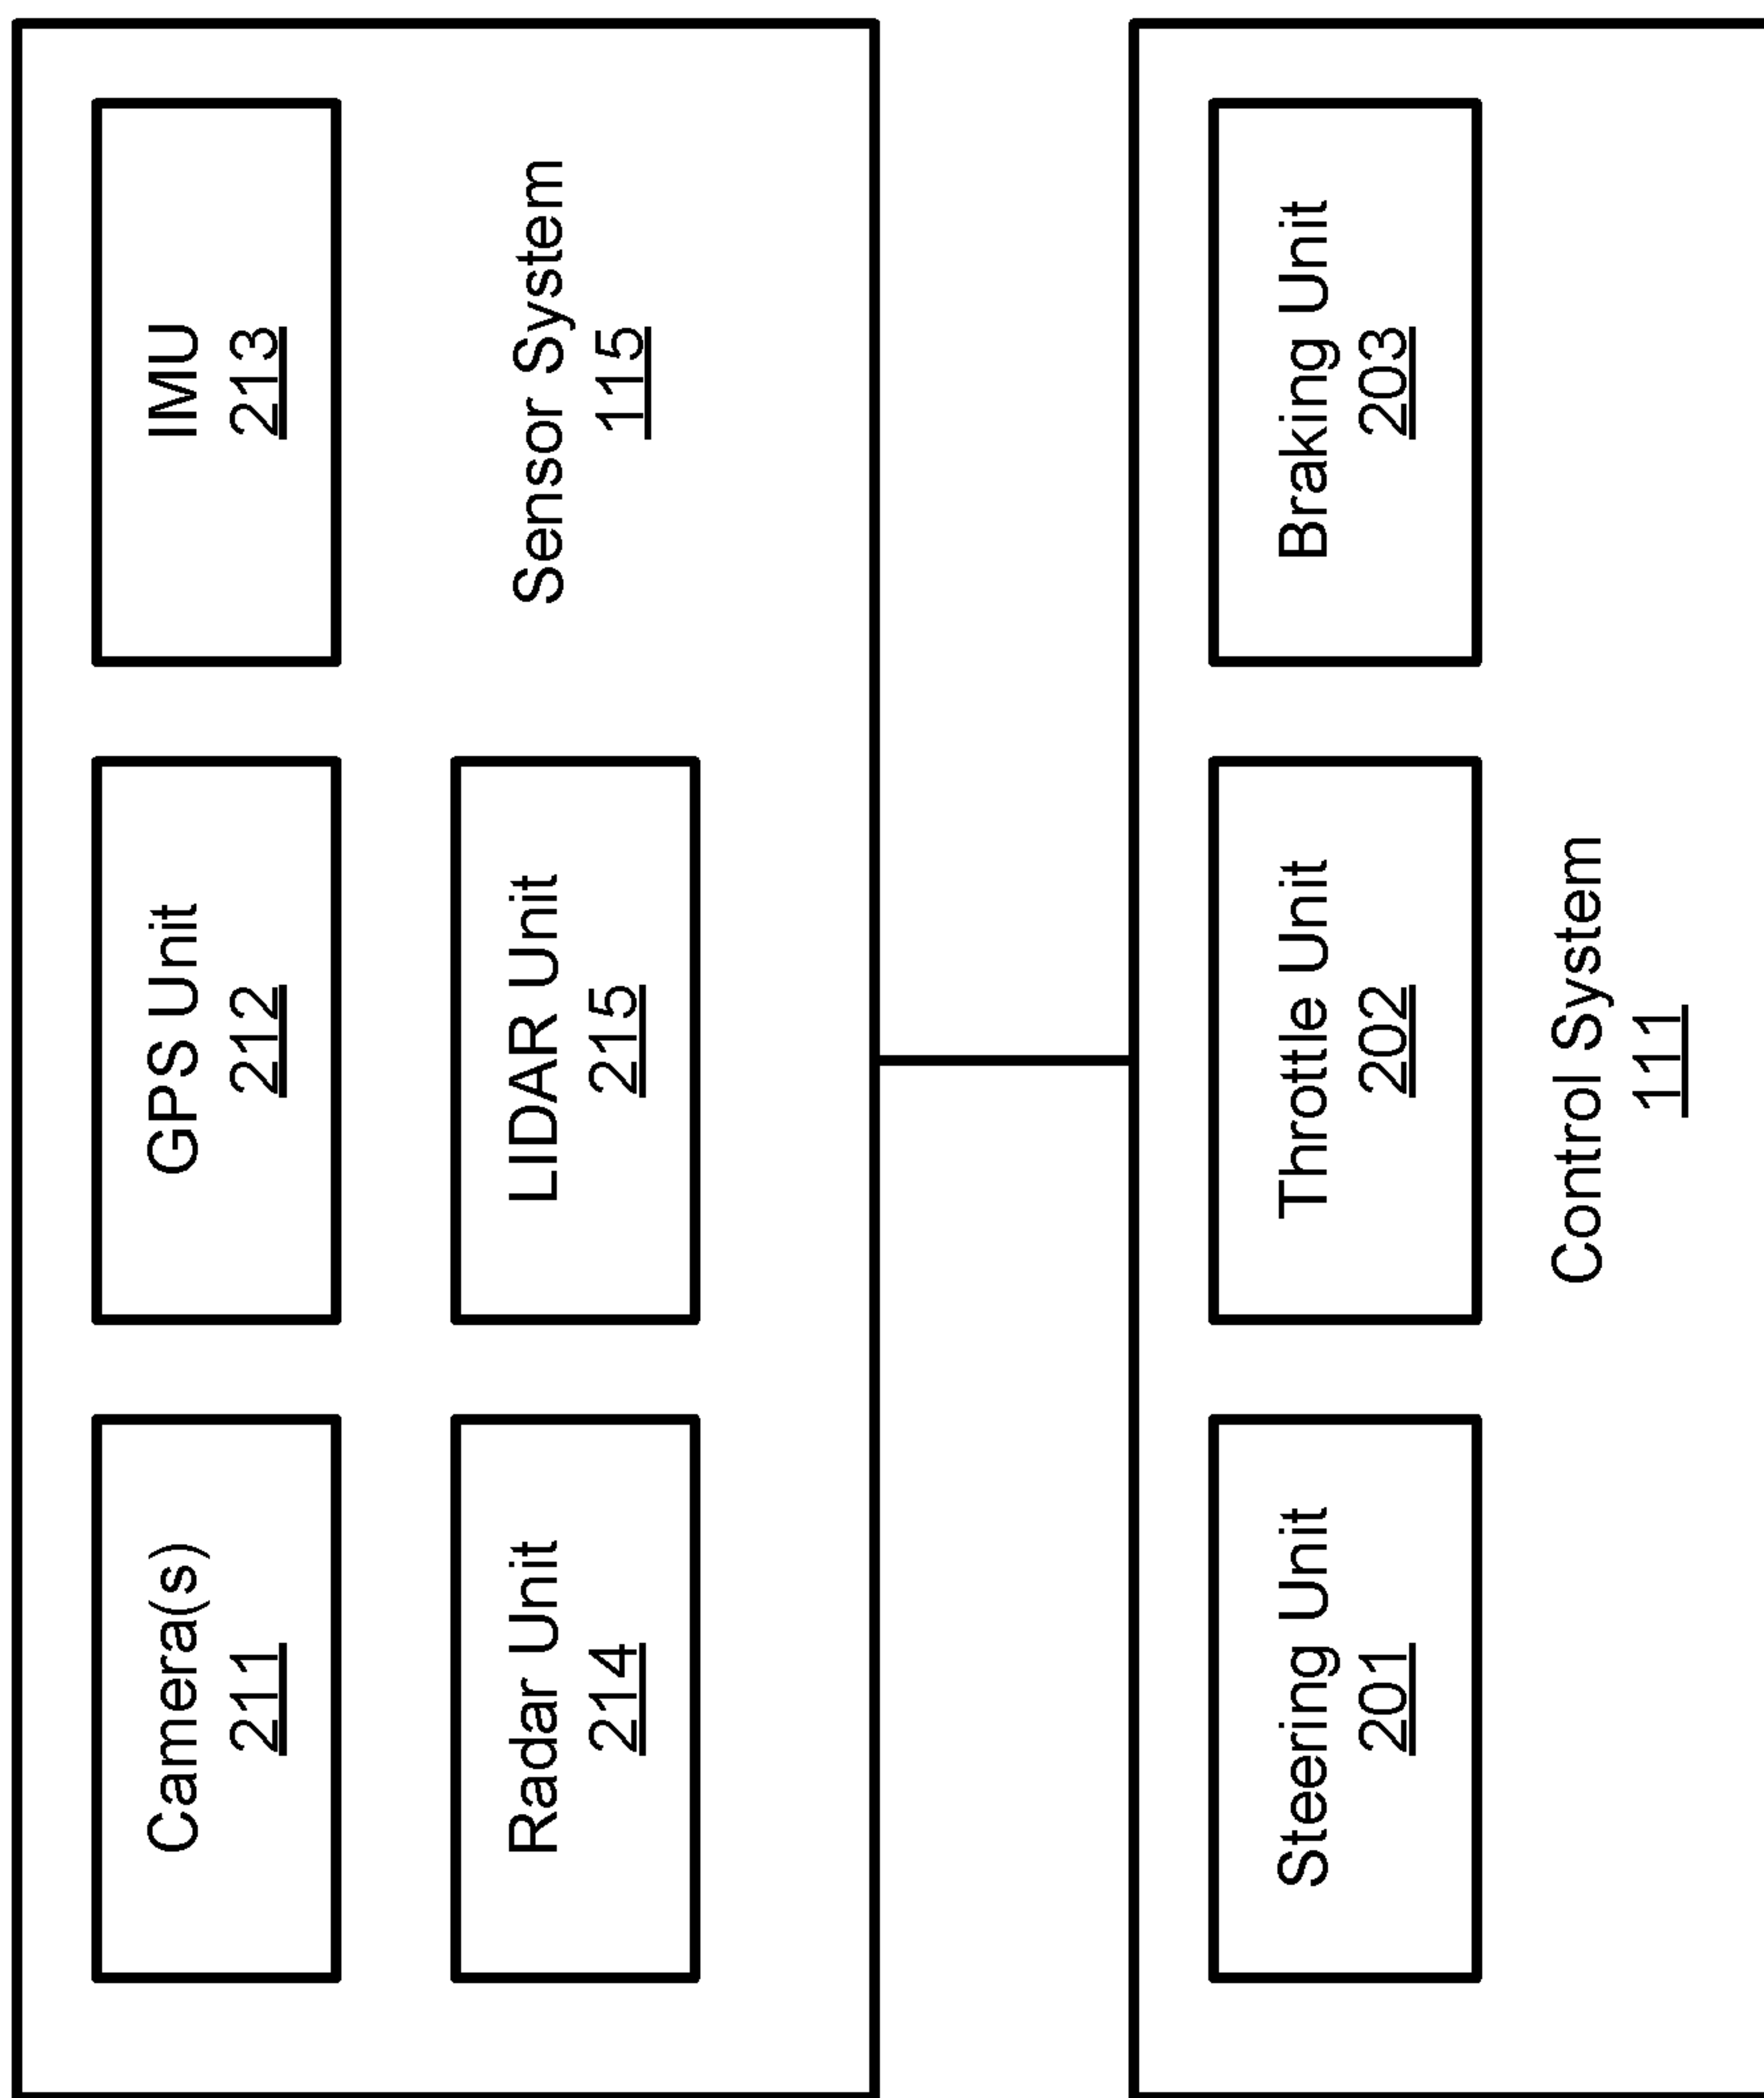 Camera(s)
211
GPS Unit
212
IMU
213
Radar Unit
214
LIDAR Unit
215
Sensor System
115
Steering Unit
201
Throttle Unit
202
Braking Unit
203
Control System
111